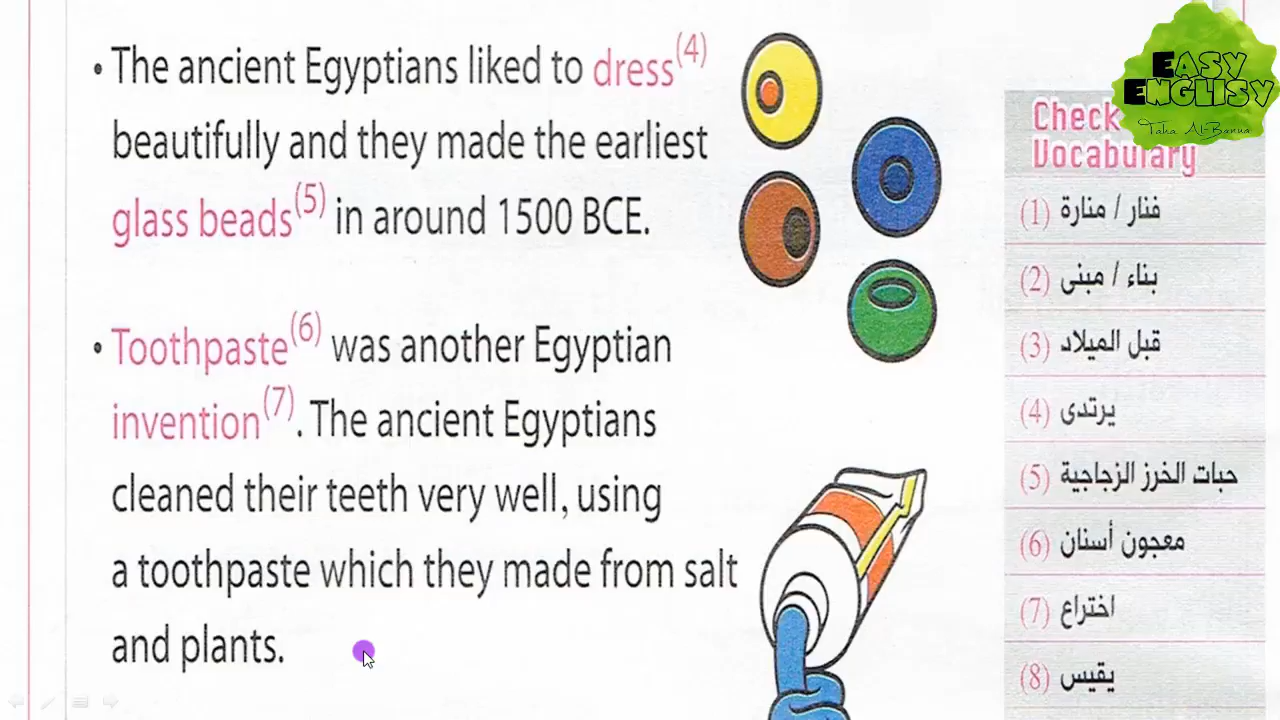 • The ancient Egyptians liked to dress(4)
beautifully and they made the earliest
glass beads(5) in around 1500 BCE.
• Toothpaste(6) was another Egyptian
invention(7). The ancient Egyptians
cleaned their teeth very well, using
a toothpaste which they made from salt
and plants.
EASY
ENGLISY
Taha Al-Banna
Check
Vocabulary
(1) فنار / منارة
(2) بناء / مبنى
(3) قبل الميلاد
(4) يرتدى
(5) حبات الخرز الزجاجية
(6) معجون أسنان
(7) اختراع
(8) يقيس